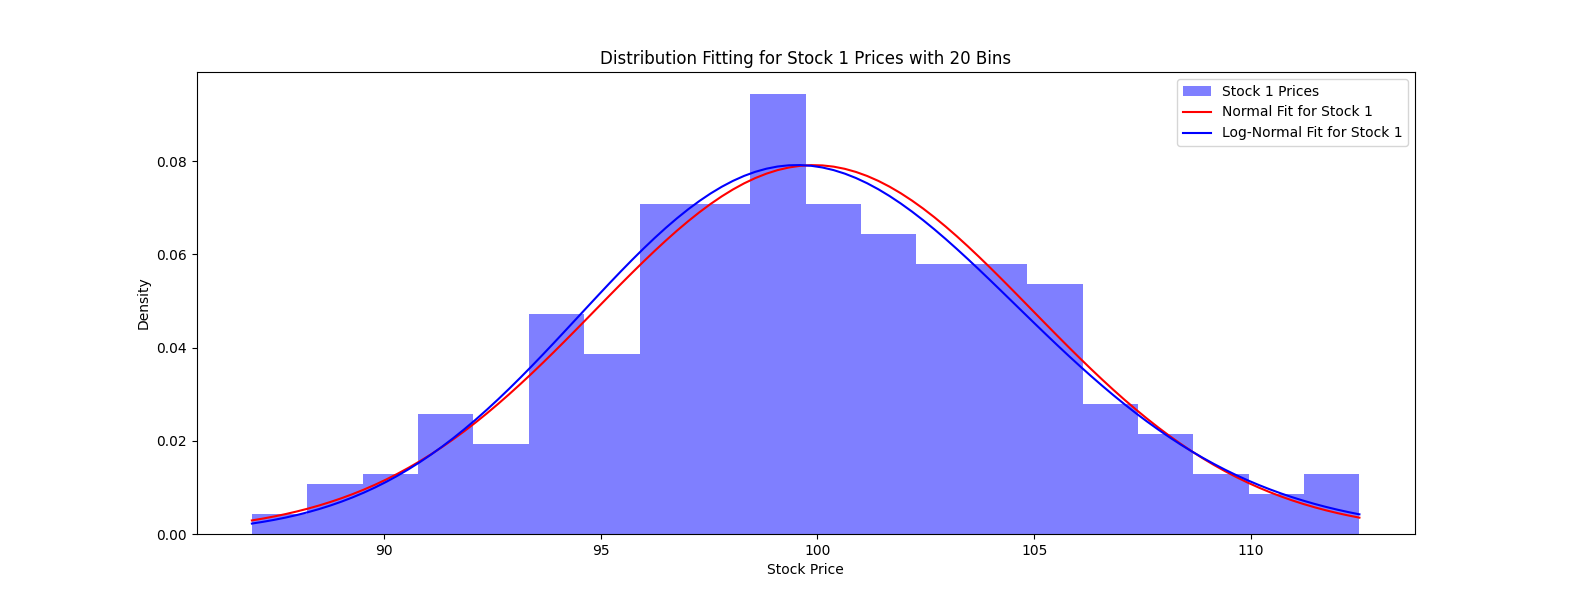 Distribution Fitting for Stock 1 Prices with 20 Bins
Stock 1 Prices
Normal Fit for Stock 1
Log-Normal Fit for Stock 1
Density
0.08
0.06
0.04
0.02
0.00
90 95 100 105 110
Stock Price